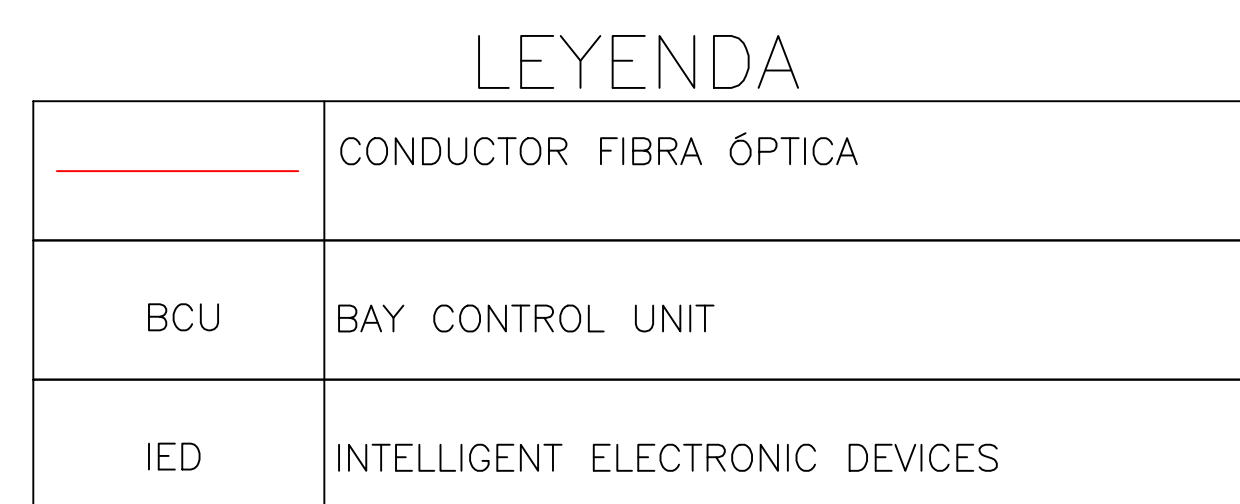 LEYENDA
CONDUCTOR FIBRA ÓPTICA
BCU BAY CONTROL UNIT
IED INTELLIGENT ELECTRONIC DEVICES